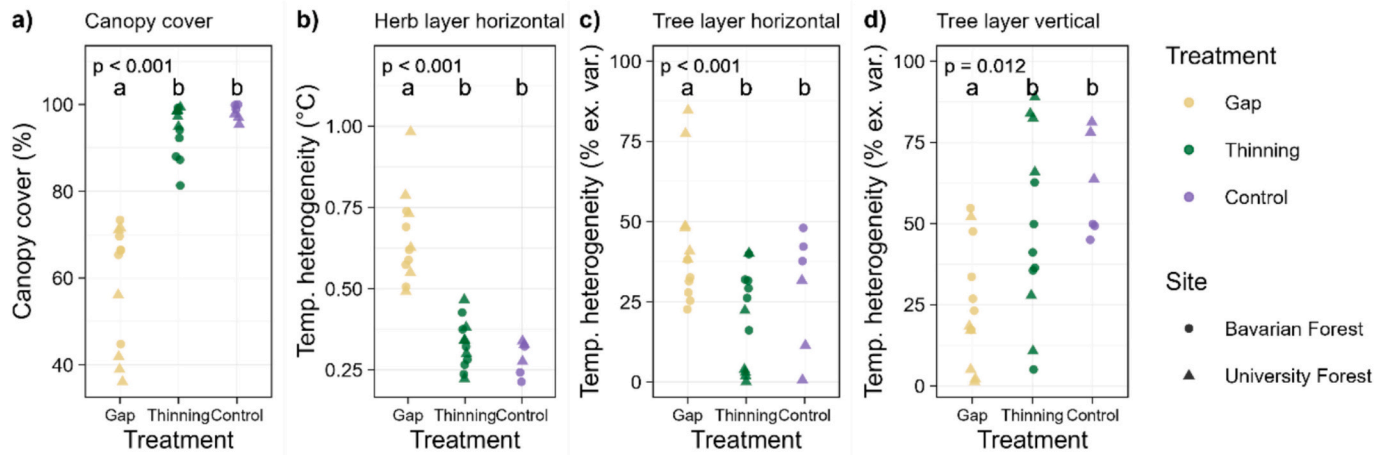 a) Canopy cover
p < 0.001
a b b
100
80
60
40
Canopy cover (%)
Gap Thinning Control
Treatment
b) Herb layer horizontal
p < 0.001
a b b
1.00
0.75
0.50
0.25
Temp. heterogeneity (°C)
Gap Thinning Control
Treatment
c) Tree layer horizontal
100
p < 0.001
a b b
75
50
25
0
Temp. heterogeneity (% ex. var.)
Gap Thinning Control
Treatment
d) Tree layer vertical
100
p = 0.012
a b b
75
50
25
0
Temp. heterogeneity (% ex. var.)
Gap Thinning Control
Treatment
Treatment
Gap
Thinning
Control
Site
Bavarian Forest
University Forest